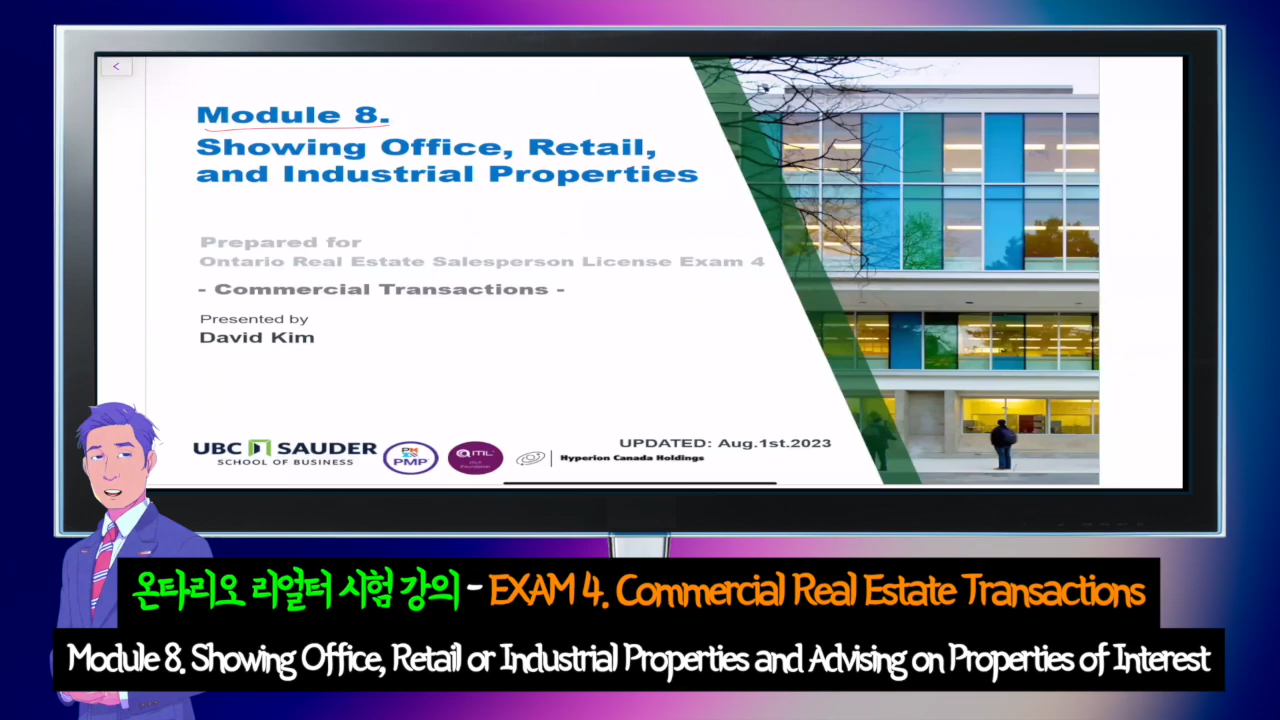 Module 8.
Showing Office, Retail,
and Industrial Properties
Prepared for
Ontario Real Estate Salesperson License Exam 4
- Commercial Transactions -
Presented by
David Kim
UPDATED: Aug.1st.2023
UBC SAUDER
SCHOOL OF BUSINESS
PMP
ITIL
Hyperion Canada Holdings
온타리오 리얼터 시험 강의 - EXAM 4. Commercial Real Estate Transactions
Module 8. Showing Office, Retail or Industrial Properties and Advising on Properties of Interest